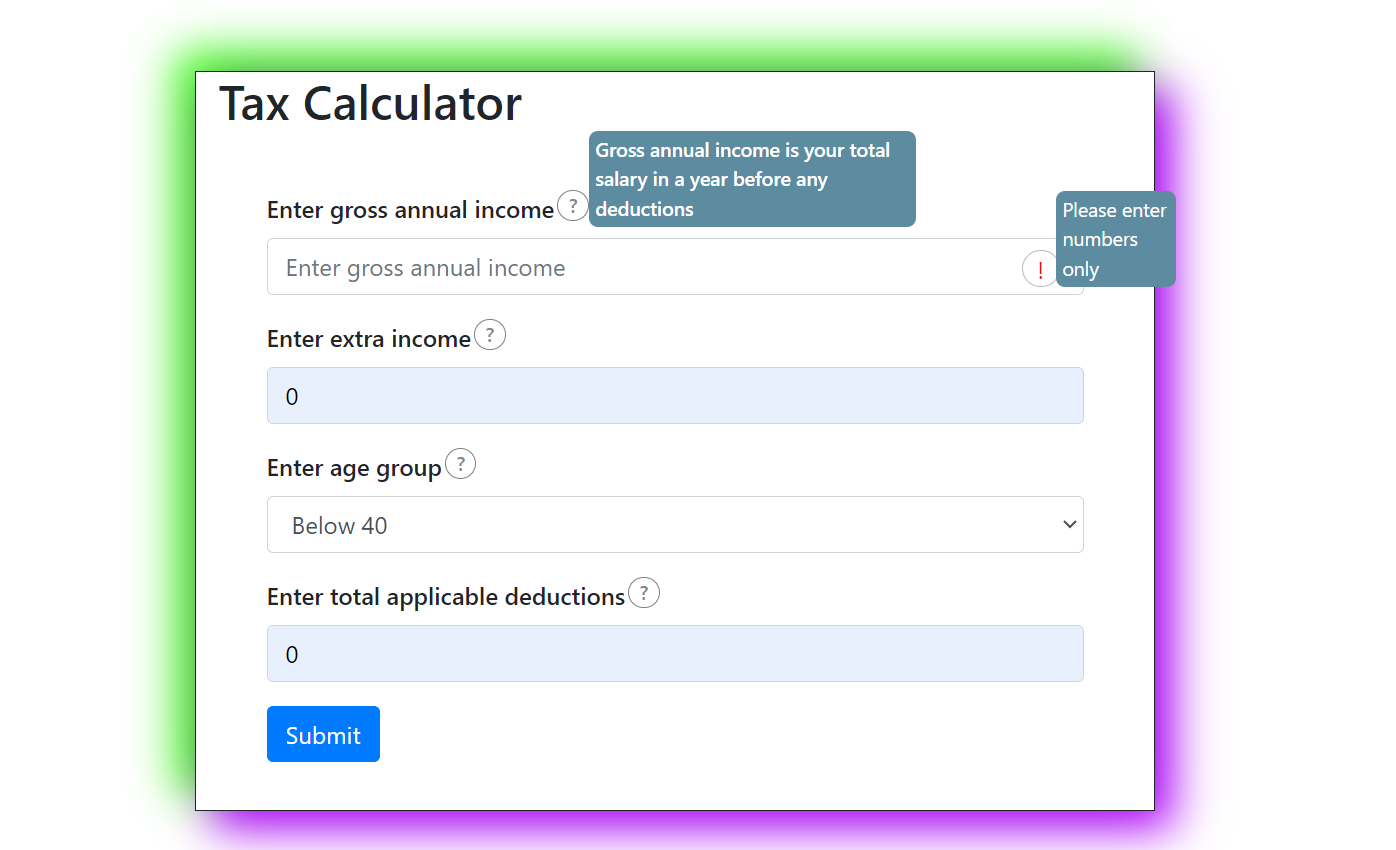 Tax Calculator
Gross annual income is your total
salary in a year before any
deductions
Enter gross annual income ?
Please enter
numbers
only
Enter gross annual income
!
Enter extra income ?
0
Enter age group ?
Below 40
Enter total applicable deductions ?
0
Submit